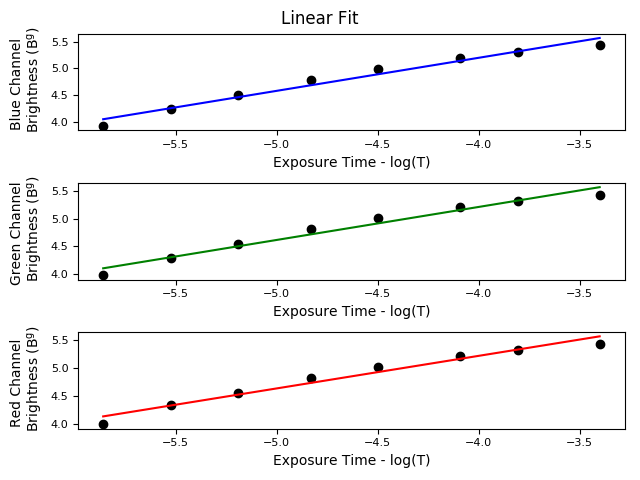 Linear Fit
Blue Channel
Brightness (Bᵍ)
5.5
5.0
4.5
4.0
−5.5 −5.0 −4.5 −4.0 −3.5
Exposure Time - log(T)
Green Channel
Brightness (Bᵍ)
5.5
5.0
4.5
4.0
−5.5 −5.0 −4.5 −4.0 −3.5
Exposure Time - log(T)
Red Channel
Brightness (Bᵍ)
5.5
5.0
4.5
4.0
−5.5 −5.0 −4.5 −4.0 −3.5
Exposure Time - log(T)